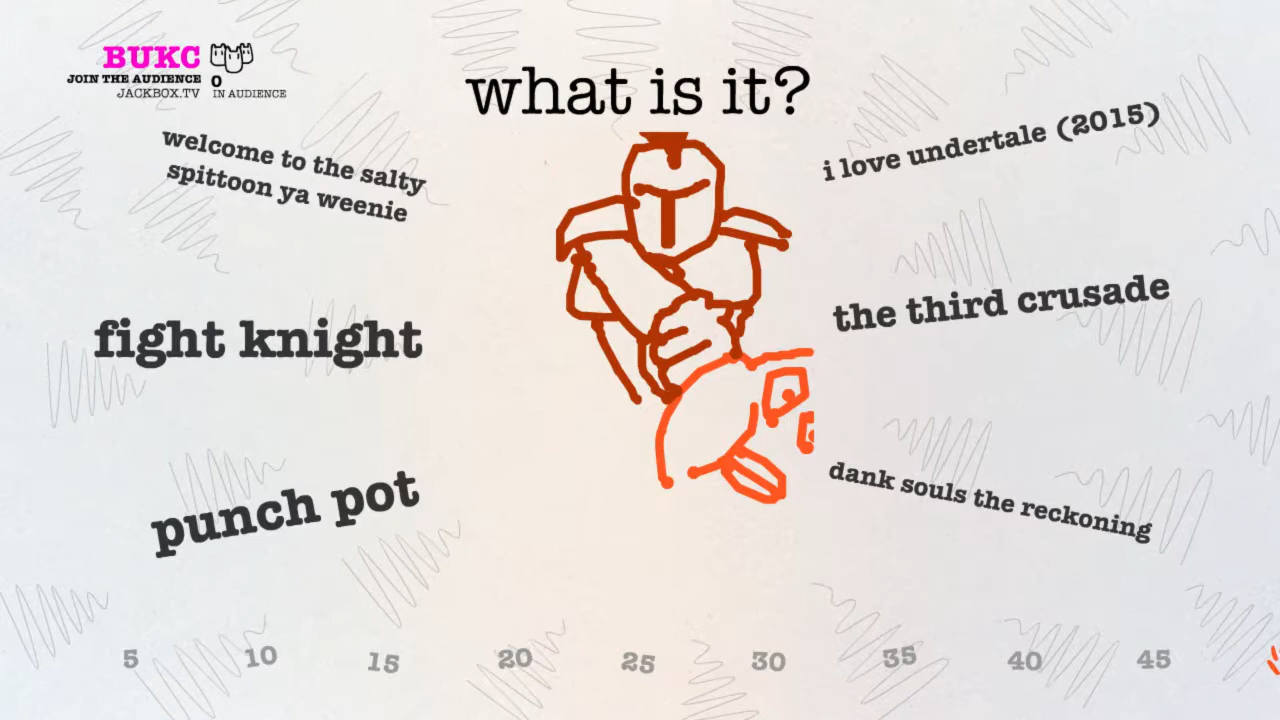 BUKC
JOIN THE AUDIENCE
JACKBOX.TV
0
IN AUDIENCE
what is it?
welcome to the salty
spittoon ya weenie
i love undertale (2015)
fight knight
the third crusade
punch pot
dank souls the reckoning
5 10 15 20 25 30 35 40 45